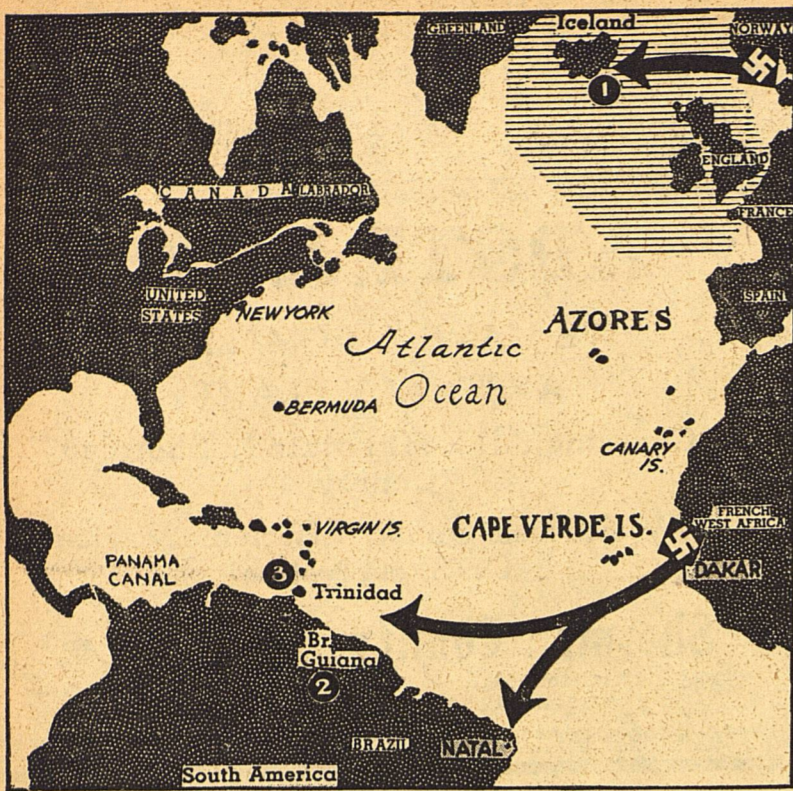 GREENLAND
Iceland
NORWAY
1
ENGLAND
CANADA
LABRADOR
FRANCE
UNITED
STATES
NEW YORK
AZORES
SPAIN
Atlantic
Ocean
BERMUDA
CANARY
IS.
VIRGIN IS.
CAPE VERDE IS.
FRENCH
WEST AFRICA
PANAMA
CANAL
3
Trinidad
DAKAR
Br.
Guiana
2
BRAZIL
NATAL
South America